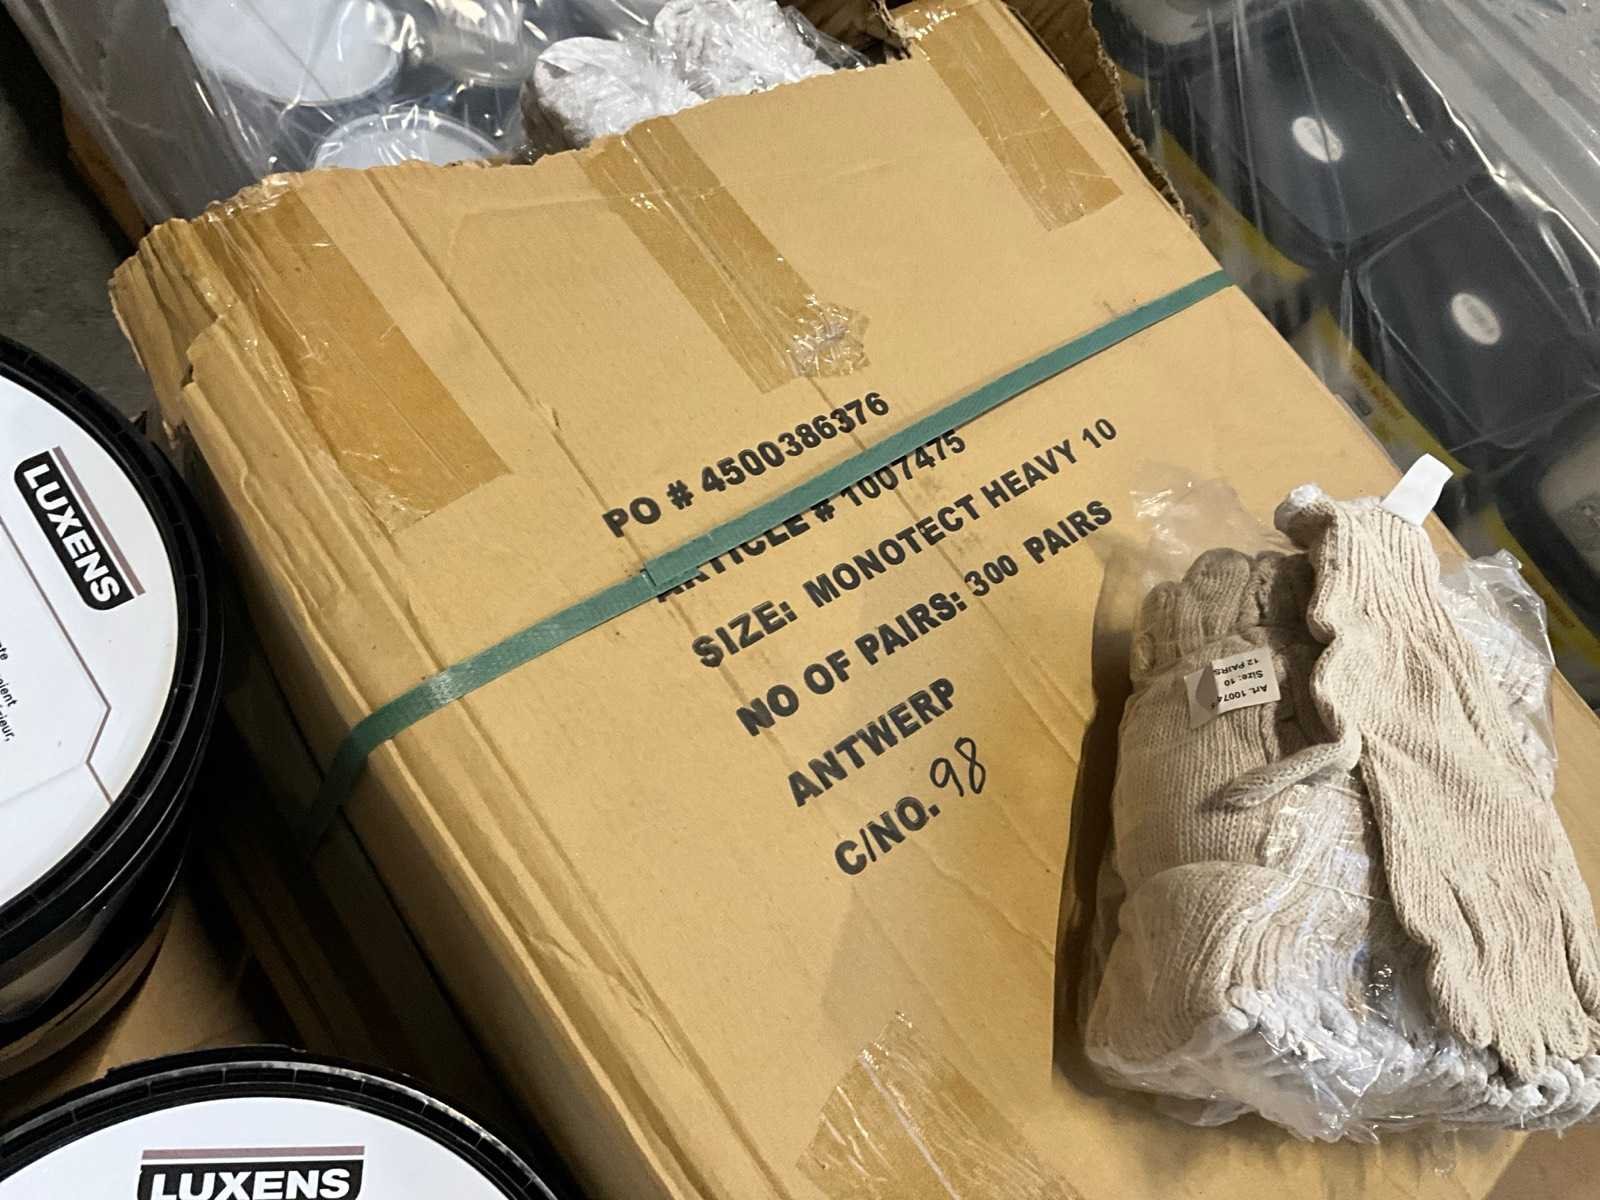 PO # 4500386376
ARTICLE # 1007475
SIZE: MONOTECT HEAVY 10
NO OF PAIRS: 300 PAIRS
ANTWERP
C/NO. 98
Size: 10
12 PAIRS
LUXENS
LUXENS